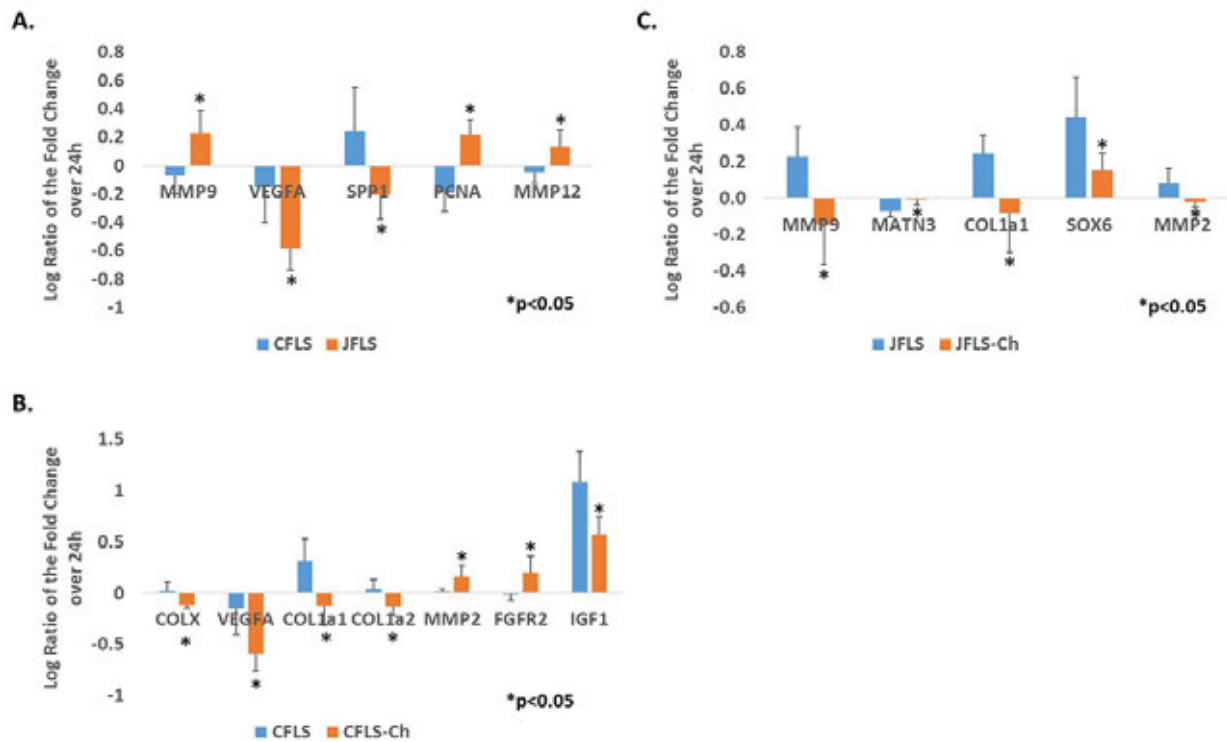 A.
Log Ratio of the Fold Change
over 24h
0.8
0.6
0.4
0.2
0
-0.2
-0.4
-0.6
-0.8
-1
*
*
*
*
*
MMP9 VEGFA SPP1 PCNA MMP12
*p<0.05
CFLS JFLS
C.
Log Ratio of the Fold Change
over 24h
0.8
0.6
0.4
0.2
0.0
-0.2
-0.4
-0.6
*
*
*
*
*
MMP9 MATN3 COL1a1 SOX6 MMP2
*p<0.05
JFLS JFLS-Ch
B.
Log Ratio of the Fold Change
over 24h
1.5
1
0.5
0
-0.5
-1
*
*
*
*
*
*
*
COLX VEGFA COL1a1 COL1a2 MMP2 FGFR2 IGF1
*p<0.05
CFLS CFLS-Ch